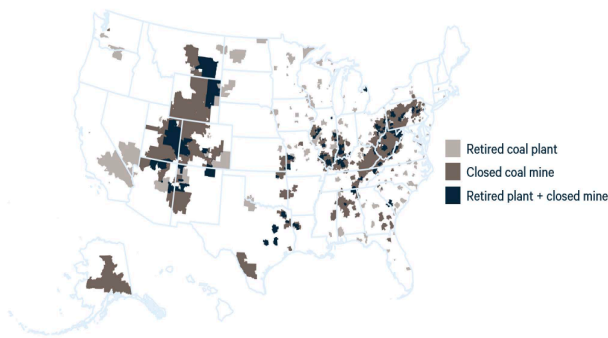 Retired coal plant
Closed coal mine
Retired plant + closed mine